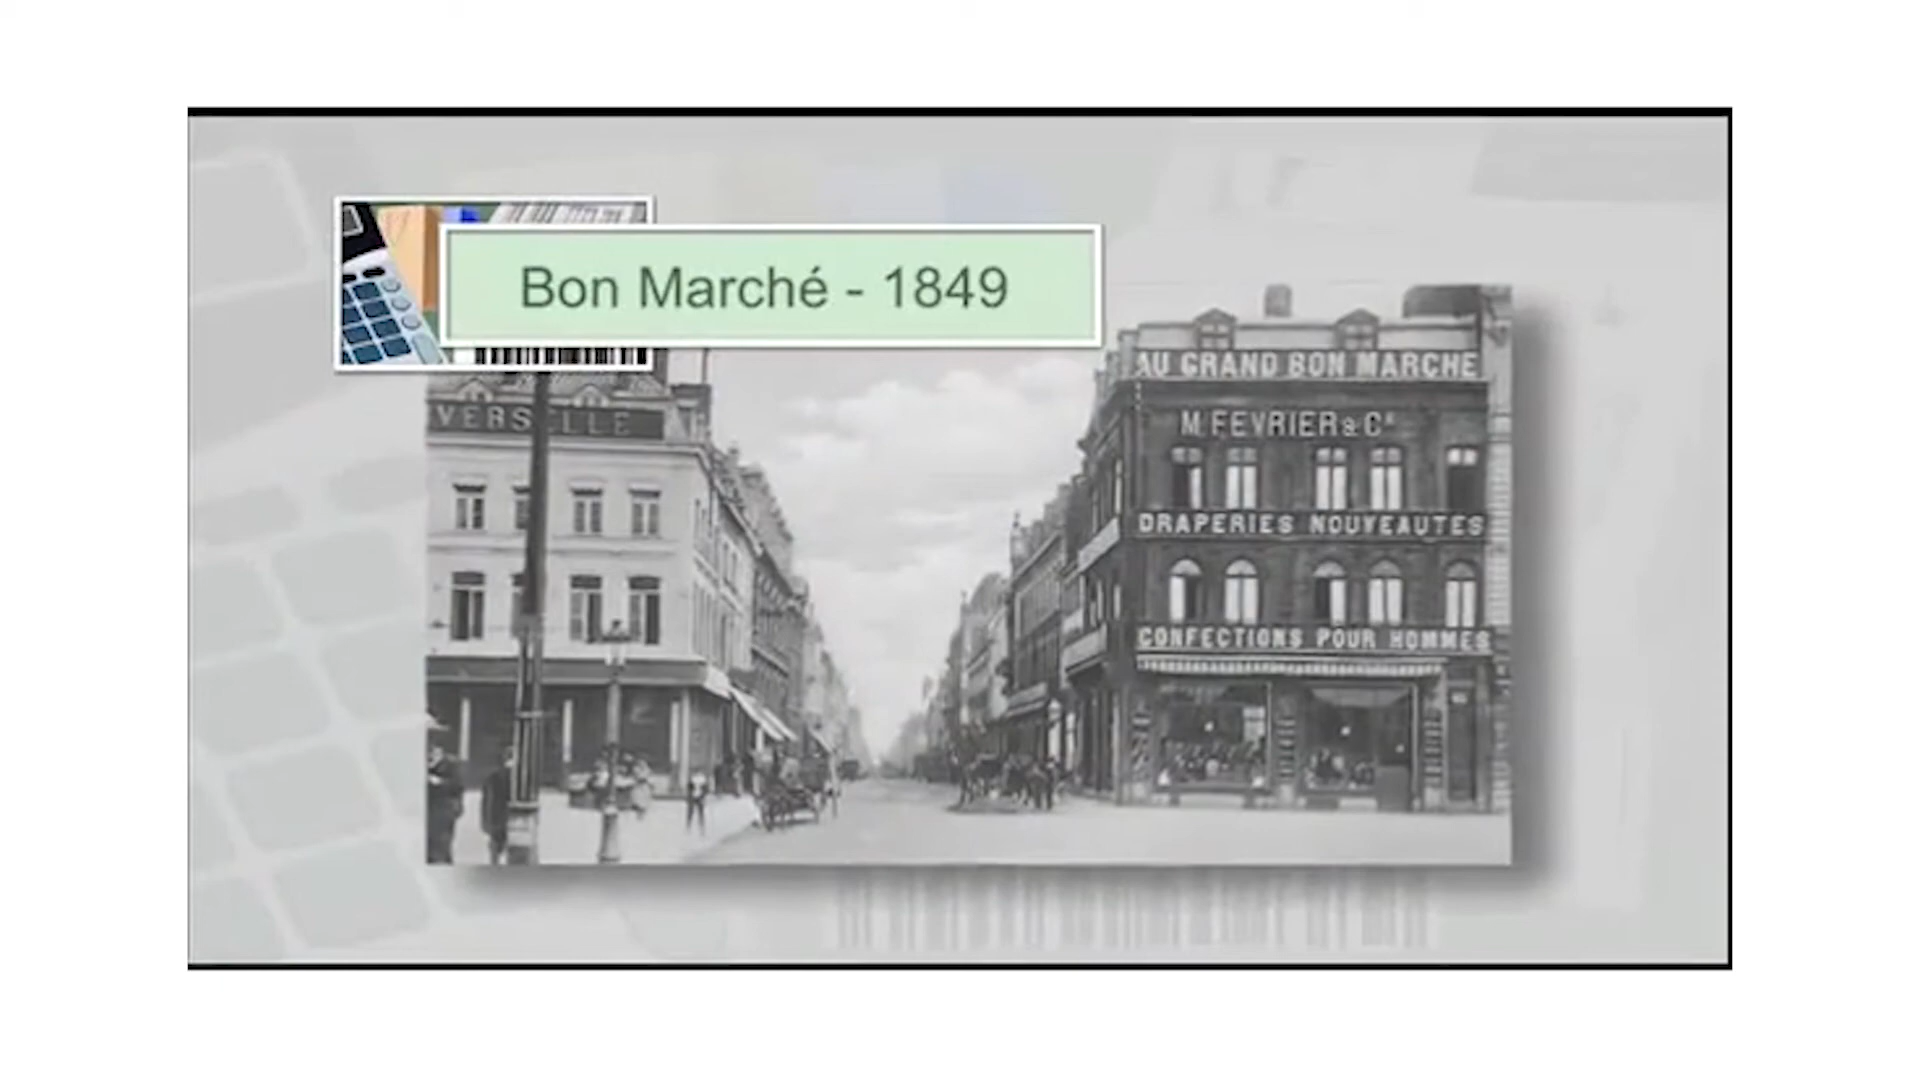 Bon Marché - 1849
AU GRAND BON MARCHE
M. FEVRIER & Cⁱᵉ
DRAPERIES NOUVEAUTES
CONFECTIONS POUR HOMMES